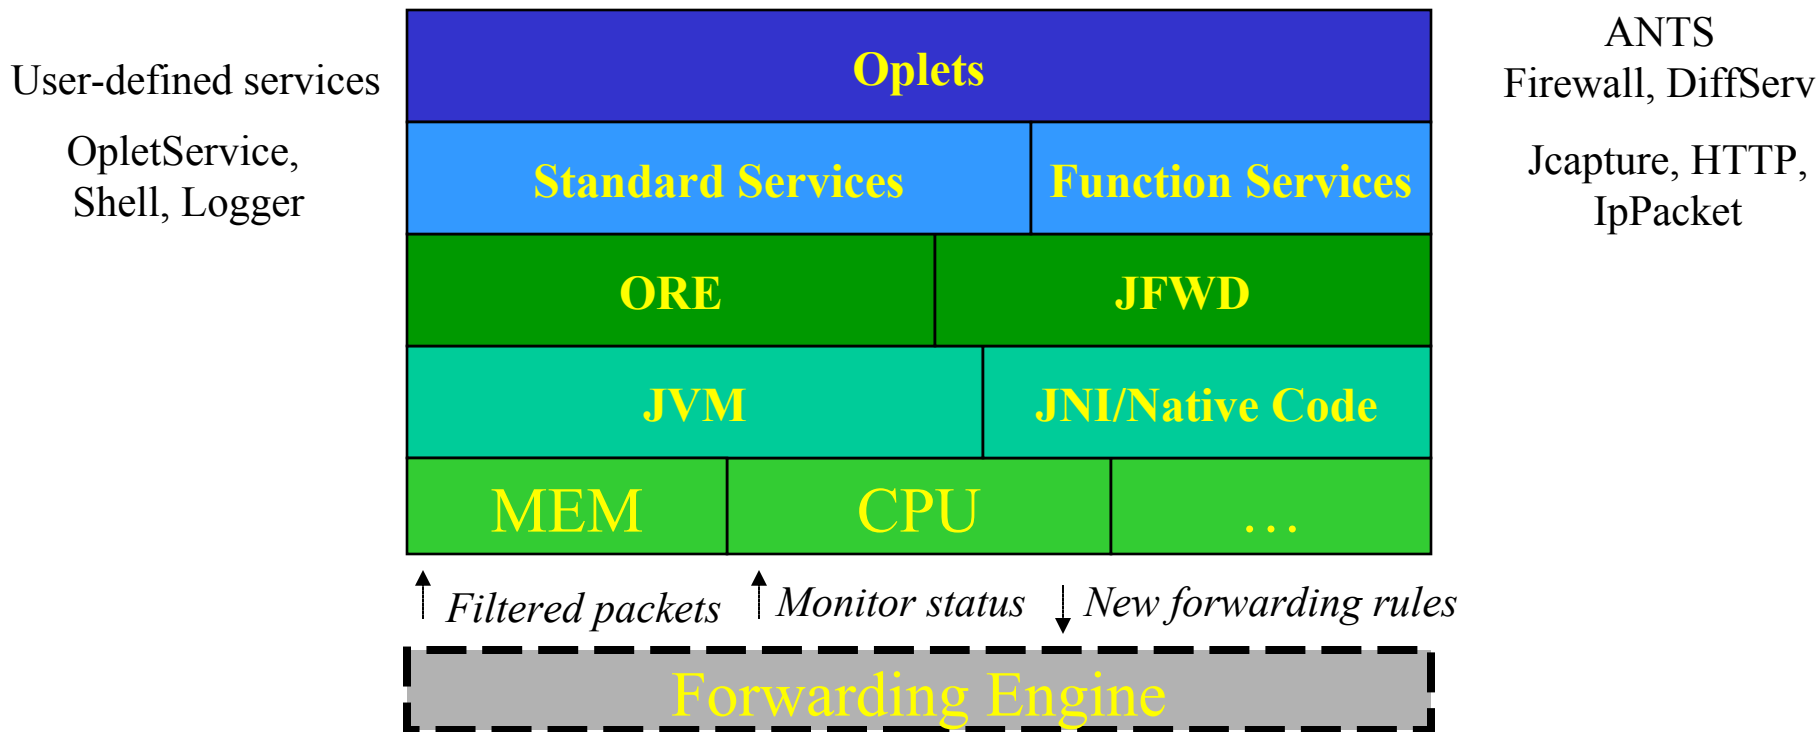 ANTS
User-defined services
Oplets
Firewall, DiffServ
OpletService,
Shell, Logger
Standard Services
Function Services
Jcapture, HTTP,
IpPacket
ORE
JFWD
JVM
JNI/Native Code
MEM
CPU
…
Filtered packets
Monitor status
New forwarding rules
Forwarding Engine